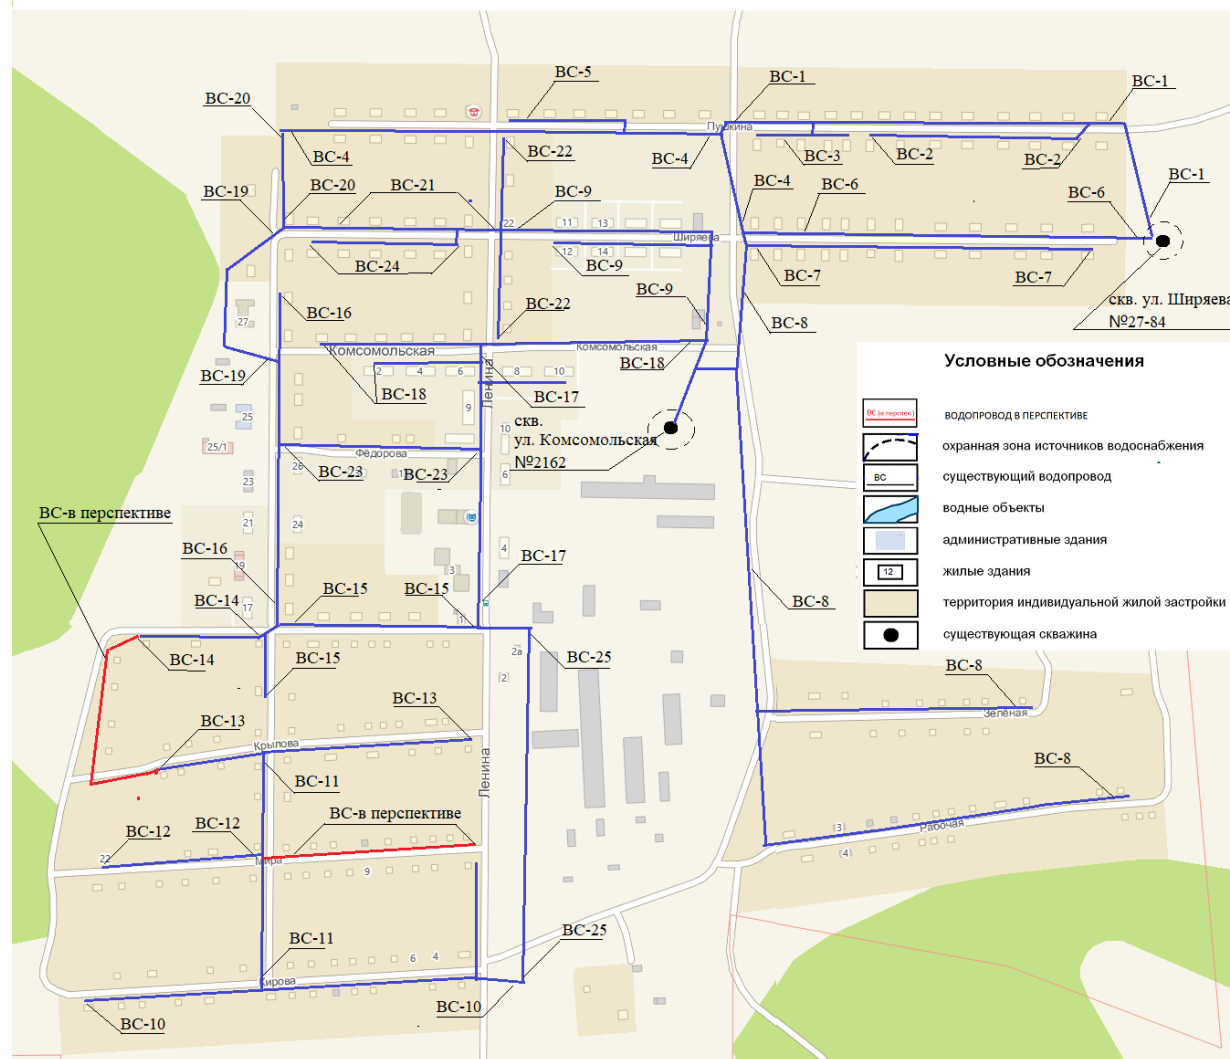 ВС-5
ВС-1
ВС-1
ВС-20
Пушкина
ВС-4
ВС-22
ВС-4
ВС-3
ВС-2
ВС-2
ВС-1
ВС-19
ВС-20
ВС-21
ВС-9
ВС-4
ВС-6
ВС-6
22
11
13
Ширяева
12
14
ВС-24
ВС-9
ВС-7
ВС-7
ВС-9
скв. ул. Ширяева
№27-84
ВС-16
ВС-22
ВС-8
27
Комсомольская
Комсомольская
ВС-19
ВС-18
ВС-18
2
4
6
8
10
Ленина
ВС-17
9
скв.
ул. Комсомольская
№2162
25
25/1
10
Фёдорова
26
ВС-23
ВС-23
6
23
ВС-в перспективе
21
24
4
ВС-16
19
3
ВС-17
17
ВС-14
ВС-15
ВС-15
1
ВС-8
ВС-14
ВС-15
2а
2
ВС-25
ВС-13
ВС-13
Крылова
ВС-8
Зелёная
ВС-11
Ленина
ВС-8
ВС-в перспективе
ВС-12
ВС-12
22
Мира
9
3
4
Рабочая
ВС-11
6
4
ВС-25
Кирова
ВС-10
ВС-10
Условные обозначения
ВС (в перспек.)
ВОДОПРОВОД В ПЕРСПЕКТИВЕ
охранная зона источников водоснабжения
ВС
существующий водопровод
водные объекты
административные здания
12
жилые здания
территория индивидуальной жилой застройки
существующая скважина